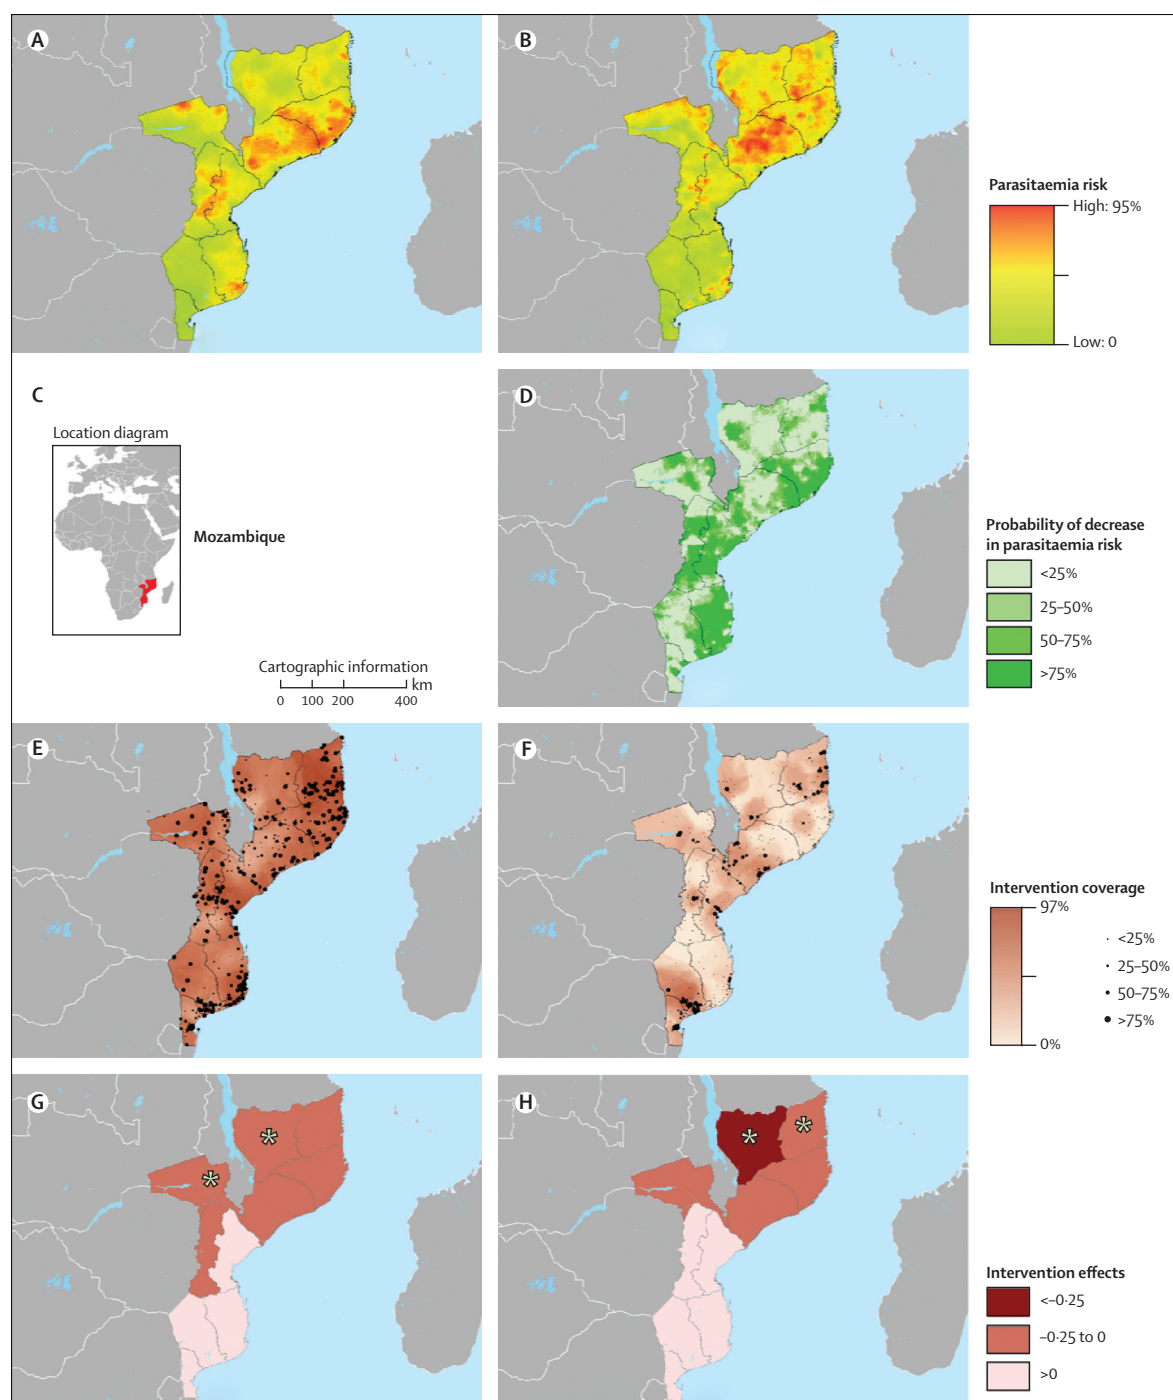 A
B
Parasitaemia risk
High: 95%
Low: 0
C
Location diagram
Mozambique
Cartographic information
km
0 100 200 400
D
Probability of decrease
in parasitaemia risk
<25%
25–50%
50–75%
>75%
E
F
Intervention coverage
97%
<25%
25–50%
50–75%
>75%
0%
G
*
*
H
*
*
Intervention effects
<–0·25
–0·25 to 0
>0